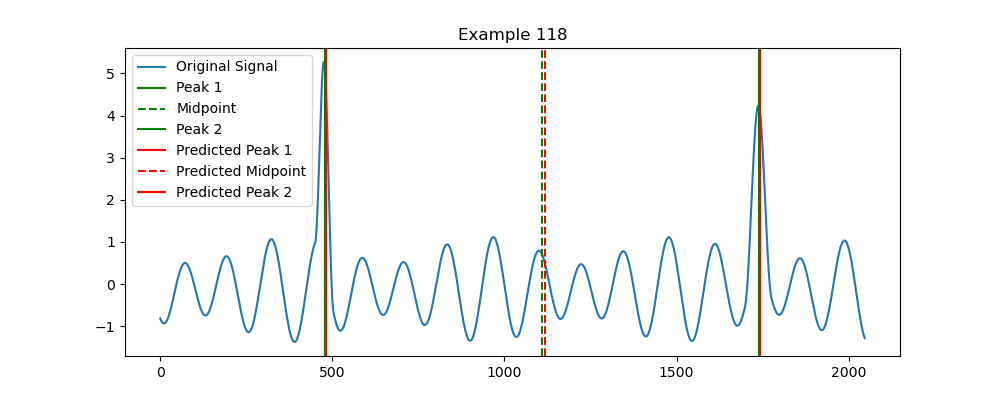 Example 118
Original Signal
Peak 1
Midpoint
Peak 2
Predicted Peak 1
Predicted Midpoint
Predicted Peak 2
5
4
3
2
1
0
−1
0 500 1000 1500 2000